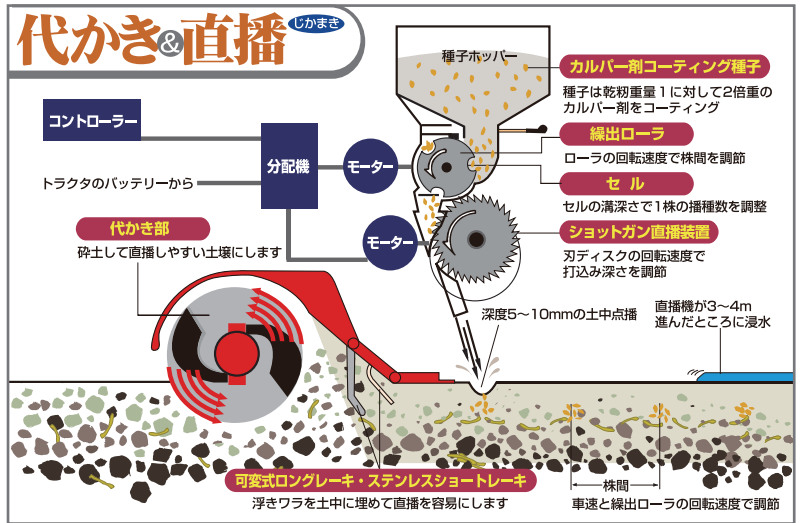 代かき&直播
じかまき
種子ホッパー
カルパー剤コーティング種子
種子は乾籾重量1に対して2倍重の
カルパー剤をコーティング
コントローラー
分配機
モーター
繰出ローラ
ローラの回転速度で株間を調節
トラクタのバッテリーから
セル
セルの溝深さで1株の播種数を調整
代かき部
砕土して直播しやすい土壌にします
モーター
ショットガン直播装置
刃ディスクの回転速度で
打込み深さを調節
深度5〜10mmの土中点播
直播機が3〜4m
進んだところに浸水
可変式ロングレーキ・ステンレスショートレーキ
浮きワラを土中に埋めて直播を容易にします
株間
車速と繰出ローラの回転速度で調節